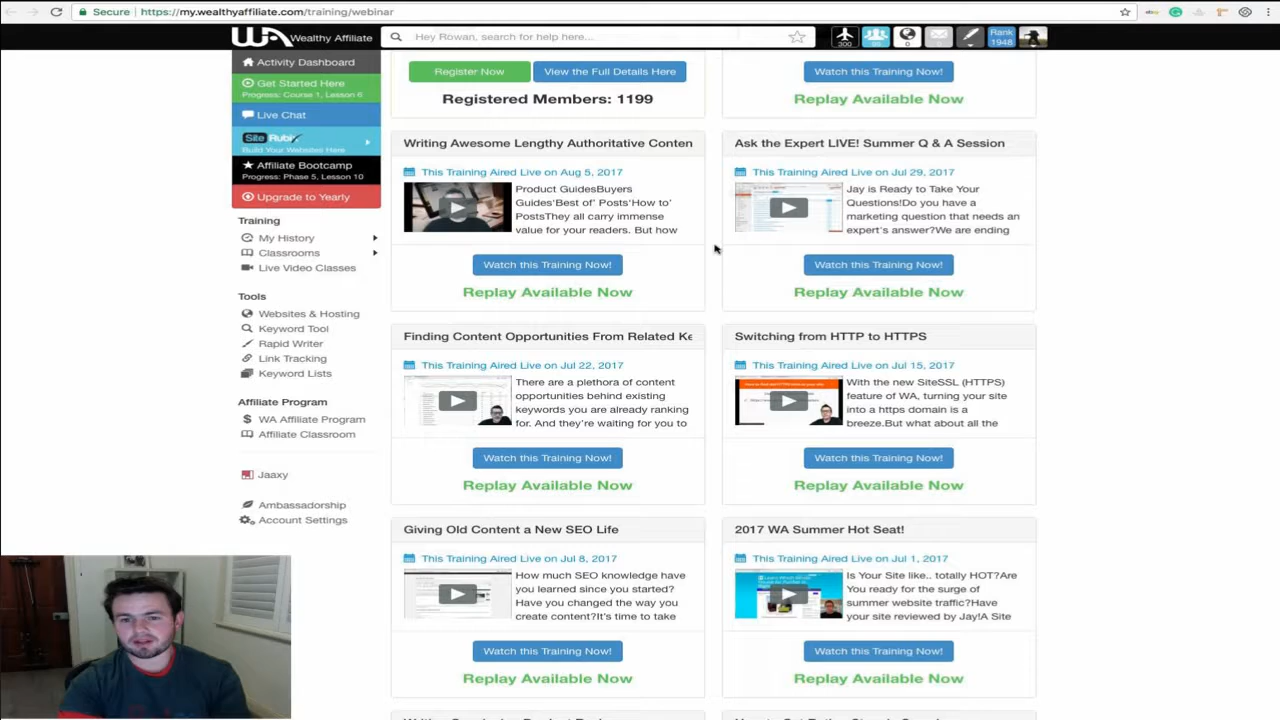 Secure
https://my.wealthyaffiliate.com/training/webinar
WA Wealthy Affiliate
Hey Rowan, search for help here...
300
0
Rank
1948
Activity Dashboard
Get Started Here
Progress: Course 1, Lesson 6
Live Chat
Site Rubix
Build Your Websites Here
Affiliate Bootcamp
Progress: Phase 5, Lesson 10
Upgrade to Yearly
Training
My History
Classrooms
Live Video Classes
Tools
Websites & Hosting
Keyword Tool
Rapid Writer
Link Tracking
Keyword Lists
Affiliate Program
WA Affiliate Program
Affiliate Classroom
Jaaxy
Ambassadorship
Account Settings
Register Now
View the Full Details Here
Registered Members: 1199
Watch this Training Now!
Replay Available Now
Writing Awesome Lengthy Authoritative Conten
This Training Aired Live on Aug 5, 2017
Product GuidesBuyers
Guides'Best of' Posts'How to'
PostsThey all carry immense
value for your readers. But how
Watch this Training Now!
Replay Available Now
Ask the Expert LIVE! Summer Q & A Session
This Training Aired Live on Jul 29, 2017
Jay is Ready to Take Your
Questions!Do you have a
marketing question that needs an
expert's answer?We are ending
Watch this Training Now!
Replay Available Now
Finding Content Opportunities From Related Ke
This Training Aired Live on Jul 22, 2017
There are a plethora of content
opportunities behind existing
keywords you are already ranking
for. And they're waiting for you to
Watch this Training Now!
Replay Available Now
Switching from HTTP to HTTPS
This Training Aired Live on Jul 15, 2017
With the new SiteSSL (HTTPS)
feature of WA, turning your site
into a https domain is a
breeze.But what about all the
Watch this Training Now!
Replay Available Now
Giving Old Content a New SEO Life
This Training Aired Live on Jul 8, 2017
How much SEO knowledge have
you learned since you started?
Have you changed the way you
create content?It's time to take
Watch this Training Now!
Replay Available Now
2017 WA Summer Hot Seat!
This Training Aired Live on Jul 1, 2017
Is Your Site like.. totally HOT?Are
You ready for the surge of
summer website traffic?Have
your site reviewed by Jay!A Site
Watch this Training Now!
Replay Available Now